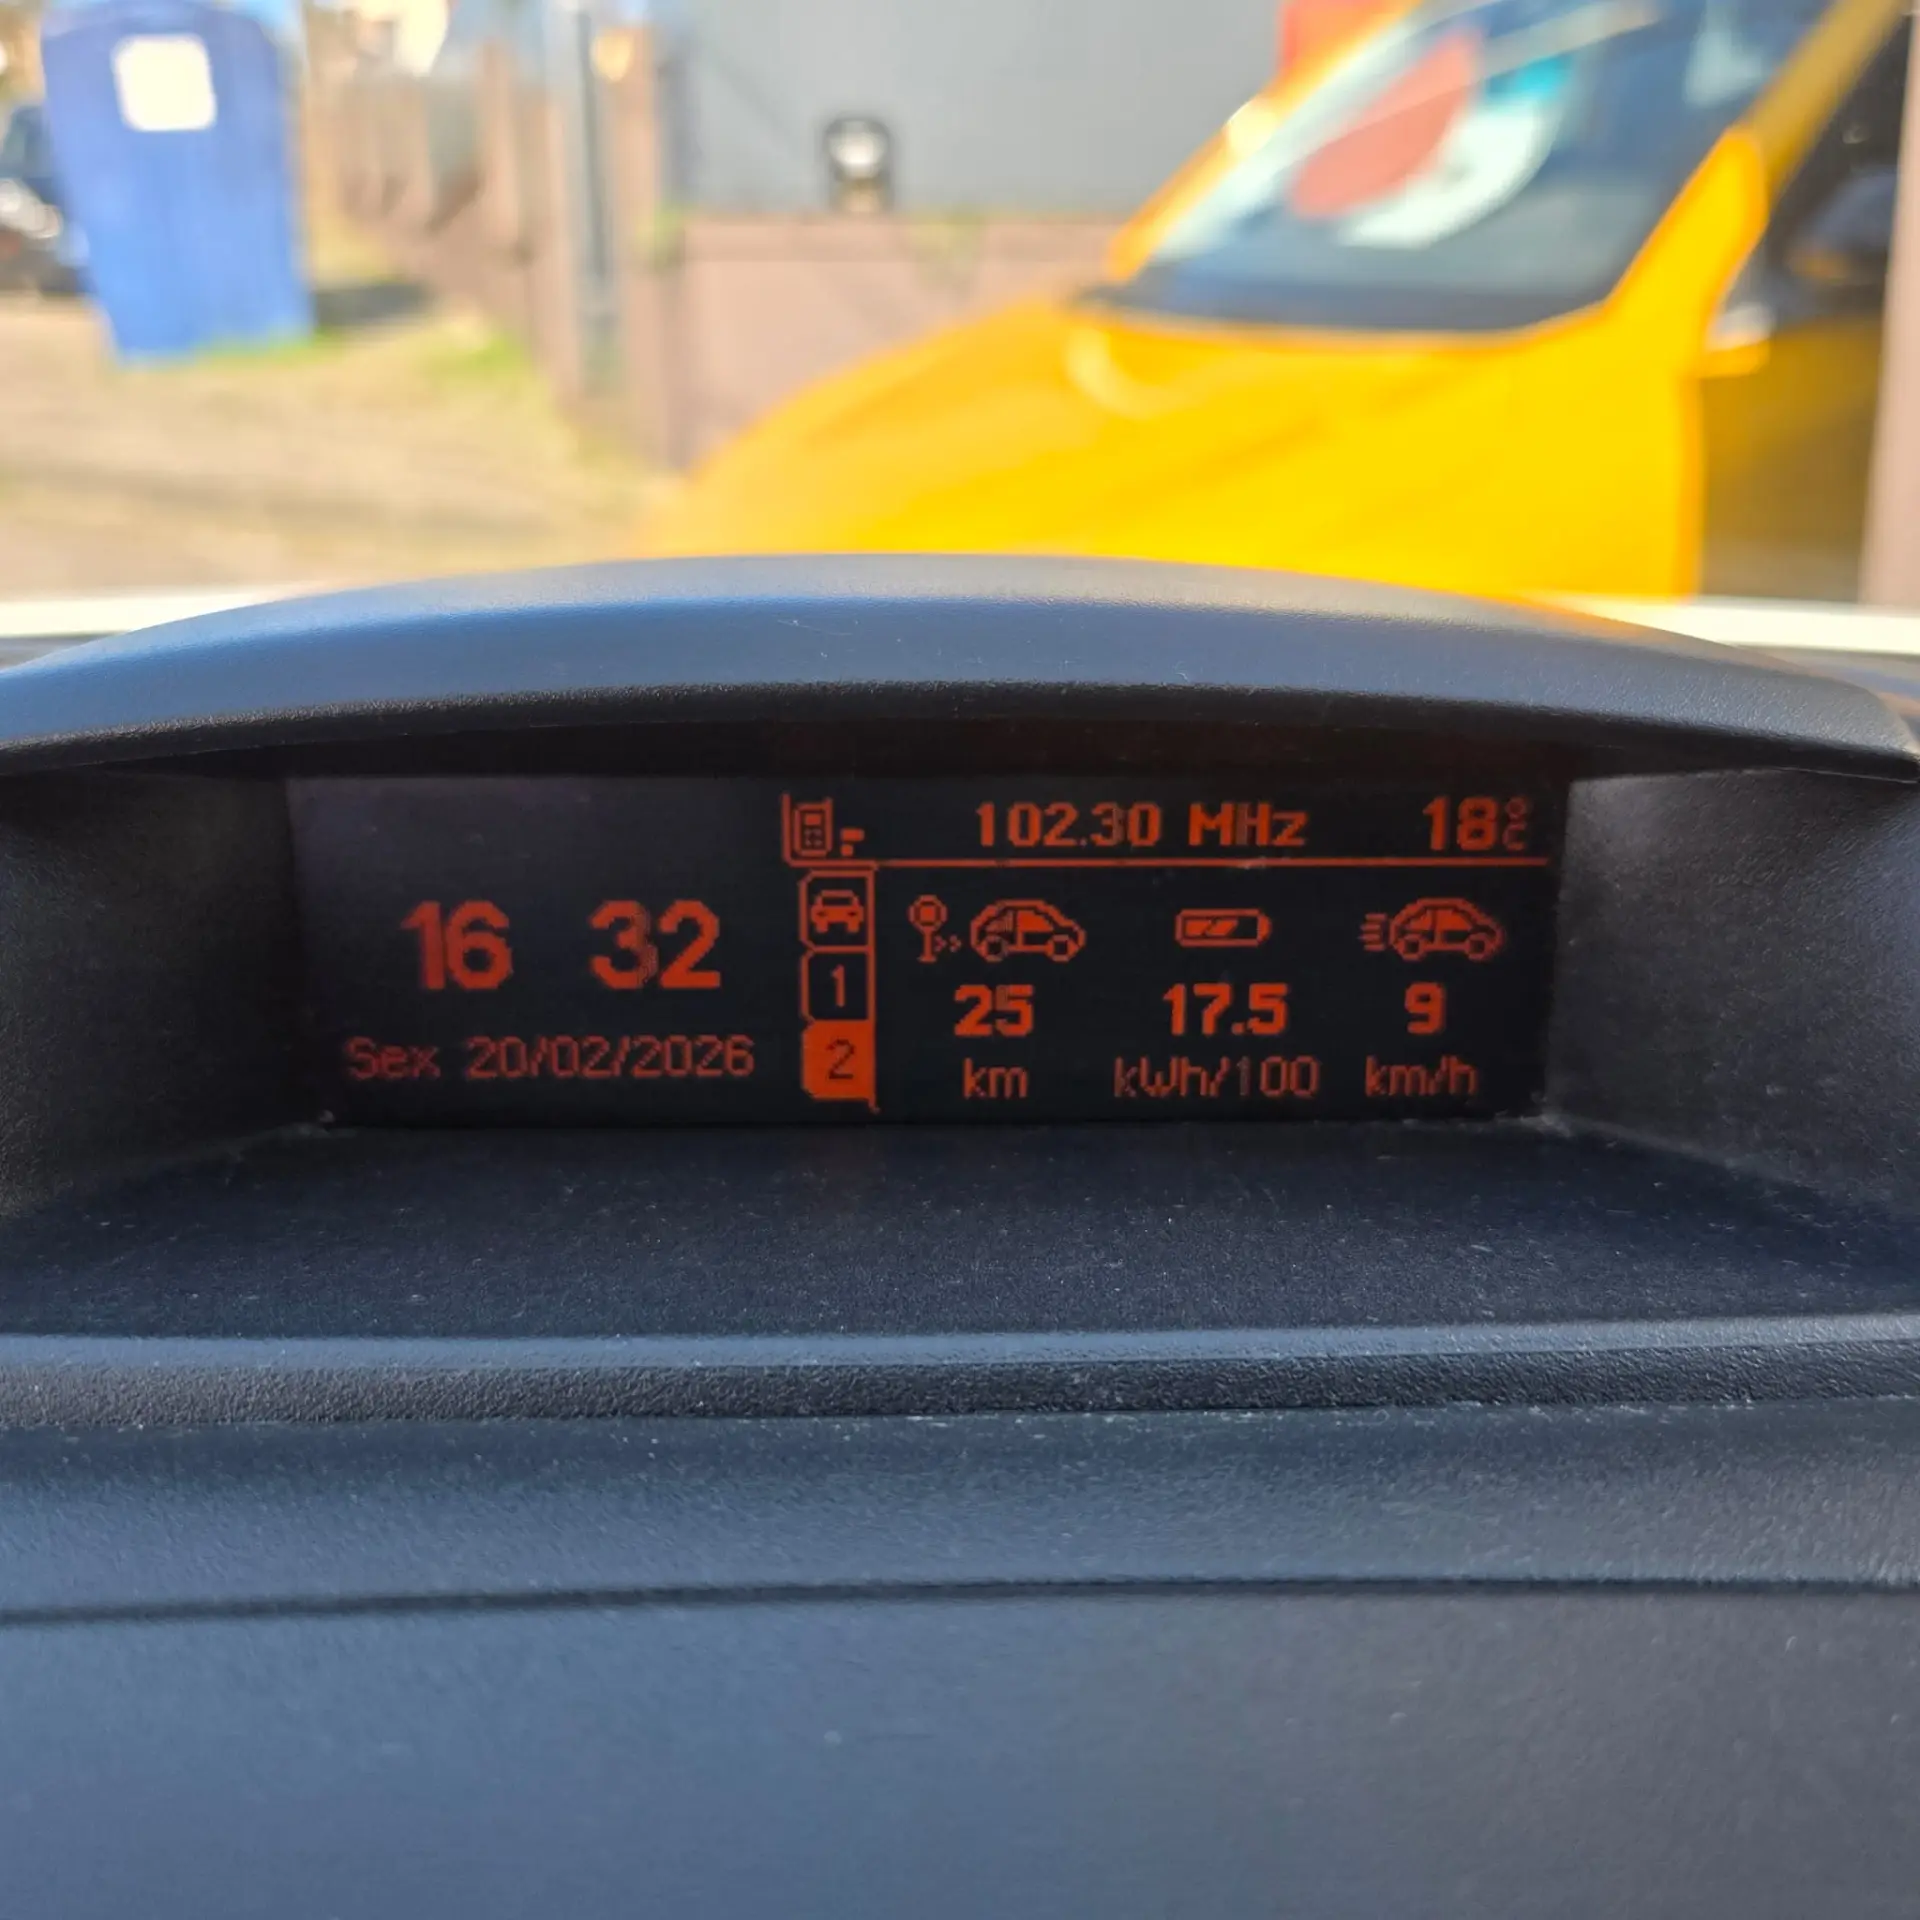 102.30 MHz 18°C
16 32
Sex 20/02/2026
1
2
25 17.5 9
km kWh/100 km/h